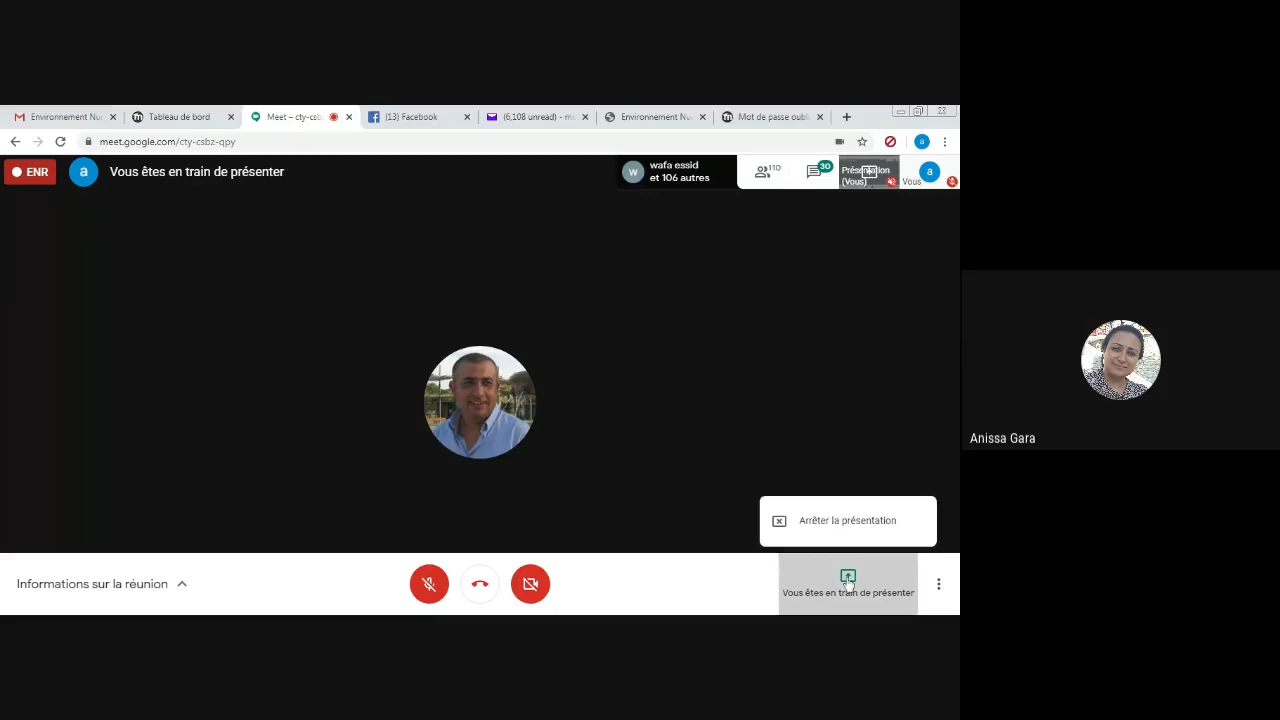 Environnement Nu
Tableau de bord
Meet – cty-csb
(13) Facebook
(6,108 unread) - m
Environnement Nu
Mot de passe oubl
meet.google.com/cty-csbz-qpy
ENR
a
Vous êtes en train de présenter
w
wafa essid
et 106 autres
110
30
Présentation
(Vous)
Vous
a
Anissa Gara
Arrêter la présentation
Informations sur la réunion
Vous êtes en train de présenter